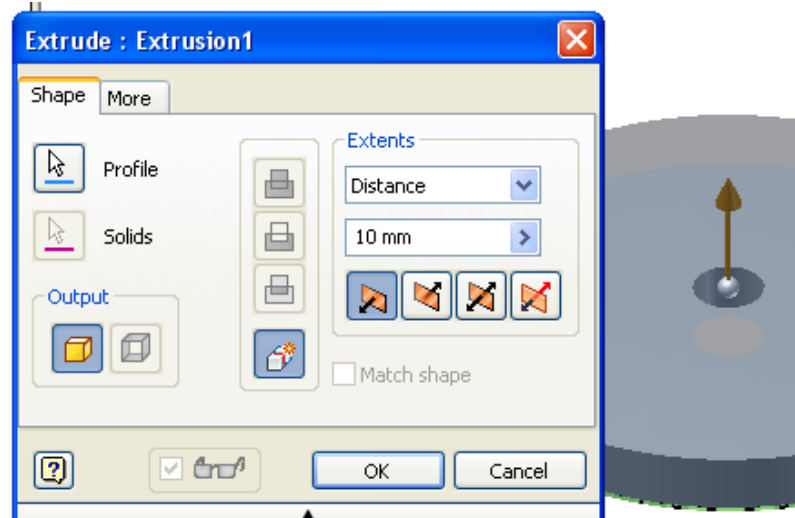 Extrude : Extrusion1
Shape More
Profile
Solids
Output
Extents
Distance
10 mm
Match shape
OK Cancel